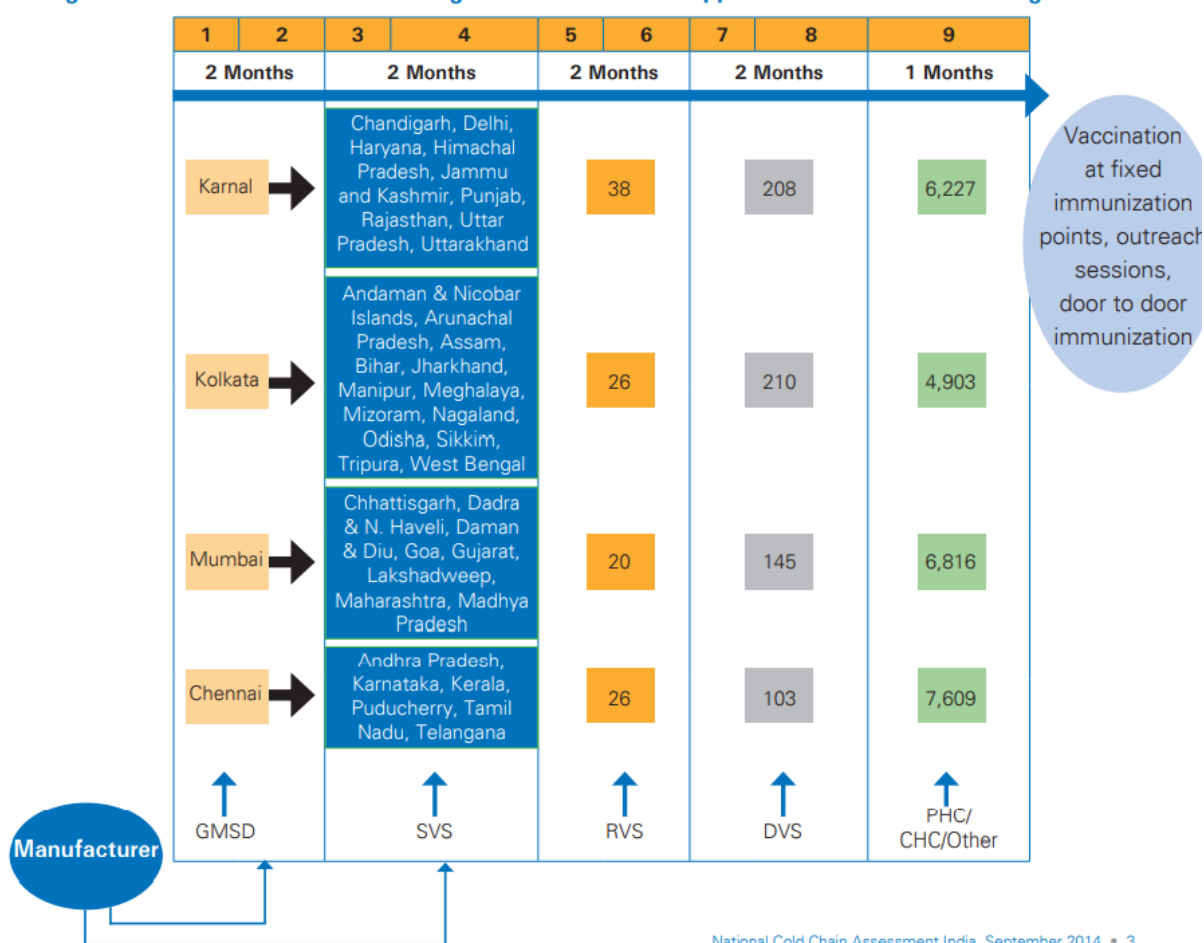 1 2 3 4 5 6 7 8 9
2 Months 2 Months 2 Months 2 Months 1 Months
Karnal
Chandigarh, Delhi,
Haryana, Himachal
Pradesh, Jammu
and Kashmir, Punjab,
Rajasthan, Uttar
Pradesh, Uttarakhand
38
208
6,227
Vaccination
at fixed
immunization
points, outreach
sessions,
door to door
immunization
Kolkata
Andaman & Nicobar
Islands, Arunachal
Pradesh, Assam,
Bihar, Jharkhand,
Manipur, Meghalaya,
Mizoram, Nagaland,
Odisha, Sikkim,
Tripura, West Bengal
26
210
4,903
Mumbai
Chhattisgarh, Dadra
& N. Haveli, Daman
& Diu, Goa, Gujarat,
Lakshadweep,
Maharashtra, Madhya
Pradesh
20
145
6,816
Chennai
Andhra Pradesh,
Karnataka, Kerala,
Puducherry, Tamil
Nadu, Telangana
26
103
7,609
Manufacturer
GMSD
SVS
RVS
DVS
PHC/
CHC/Other
National Cold Chain Assessment India, September 2014 • 3